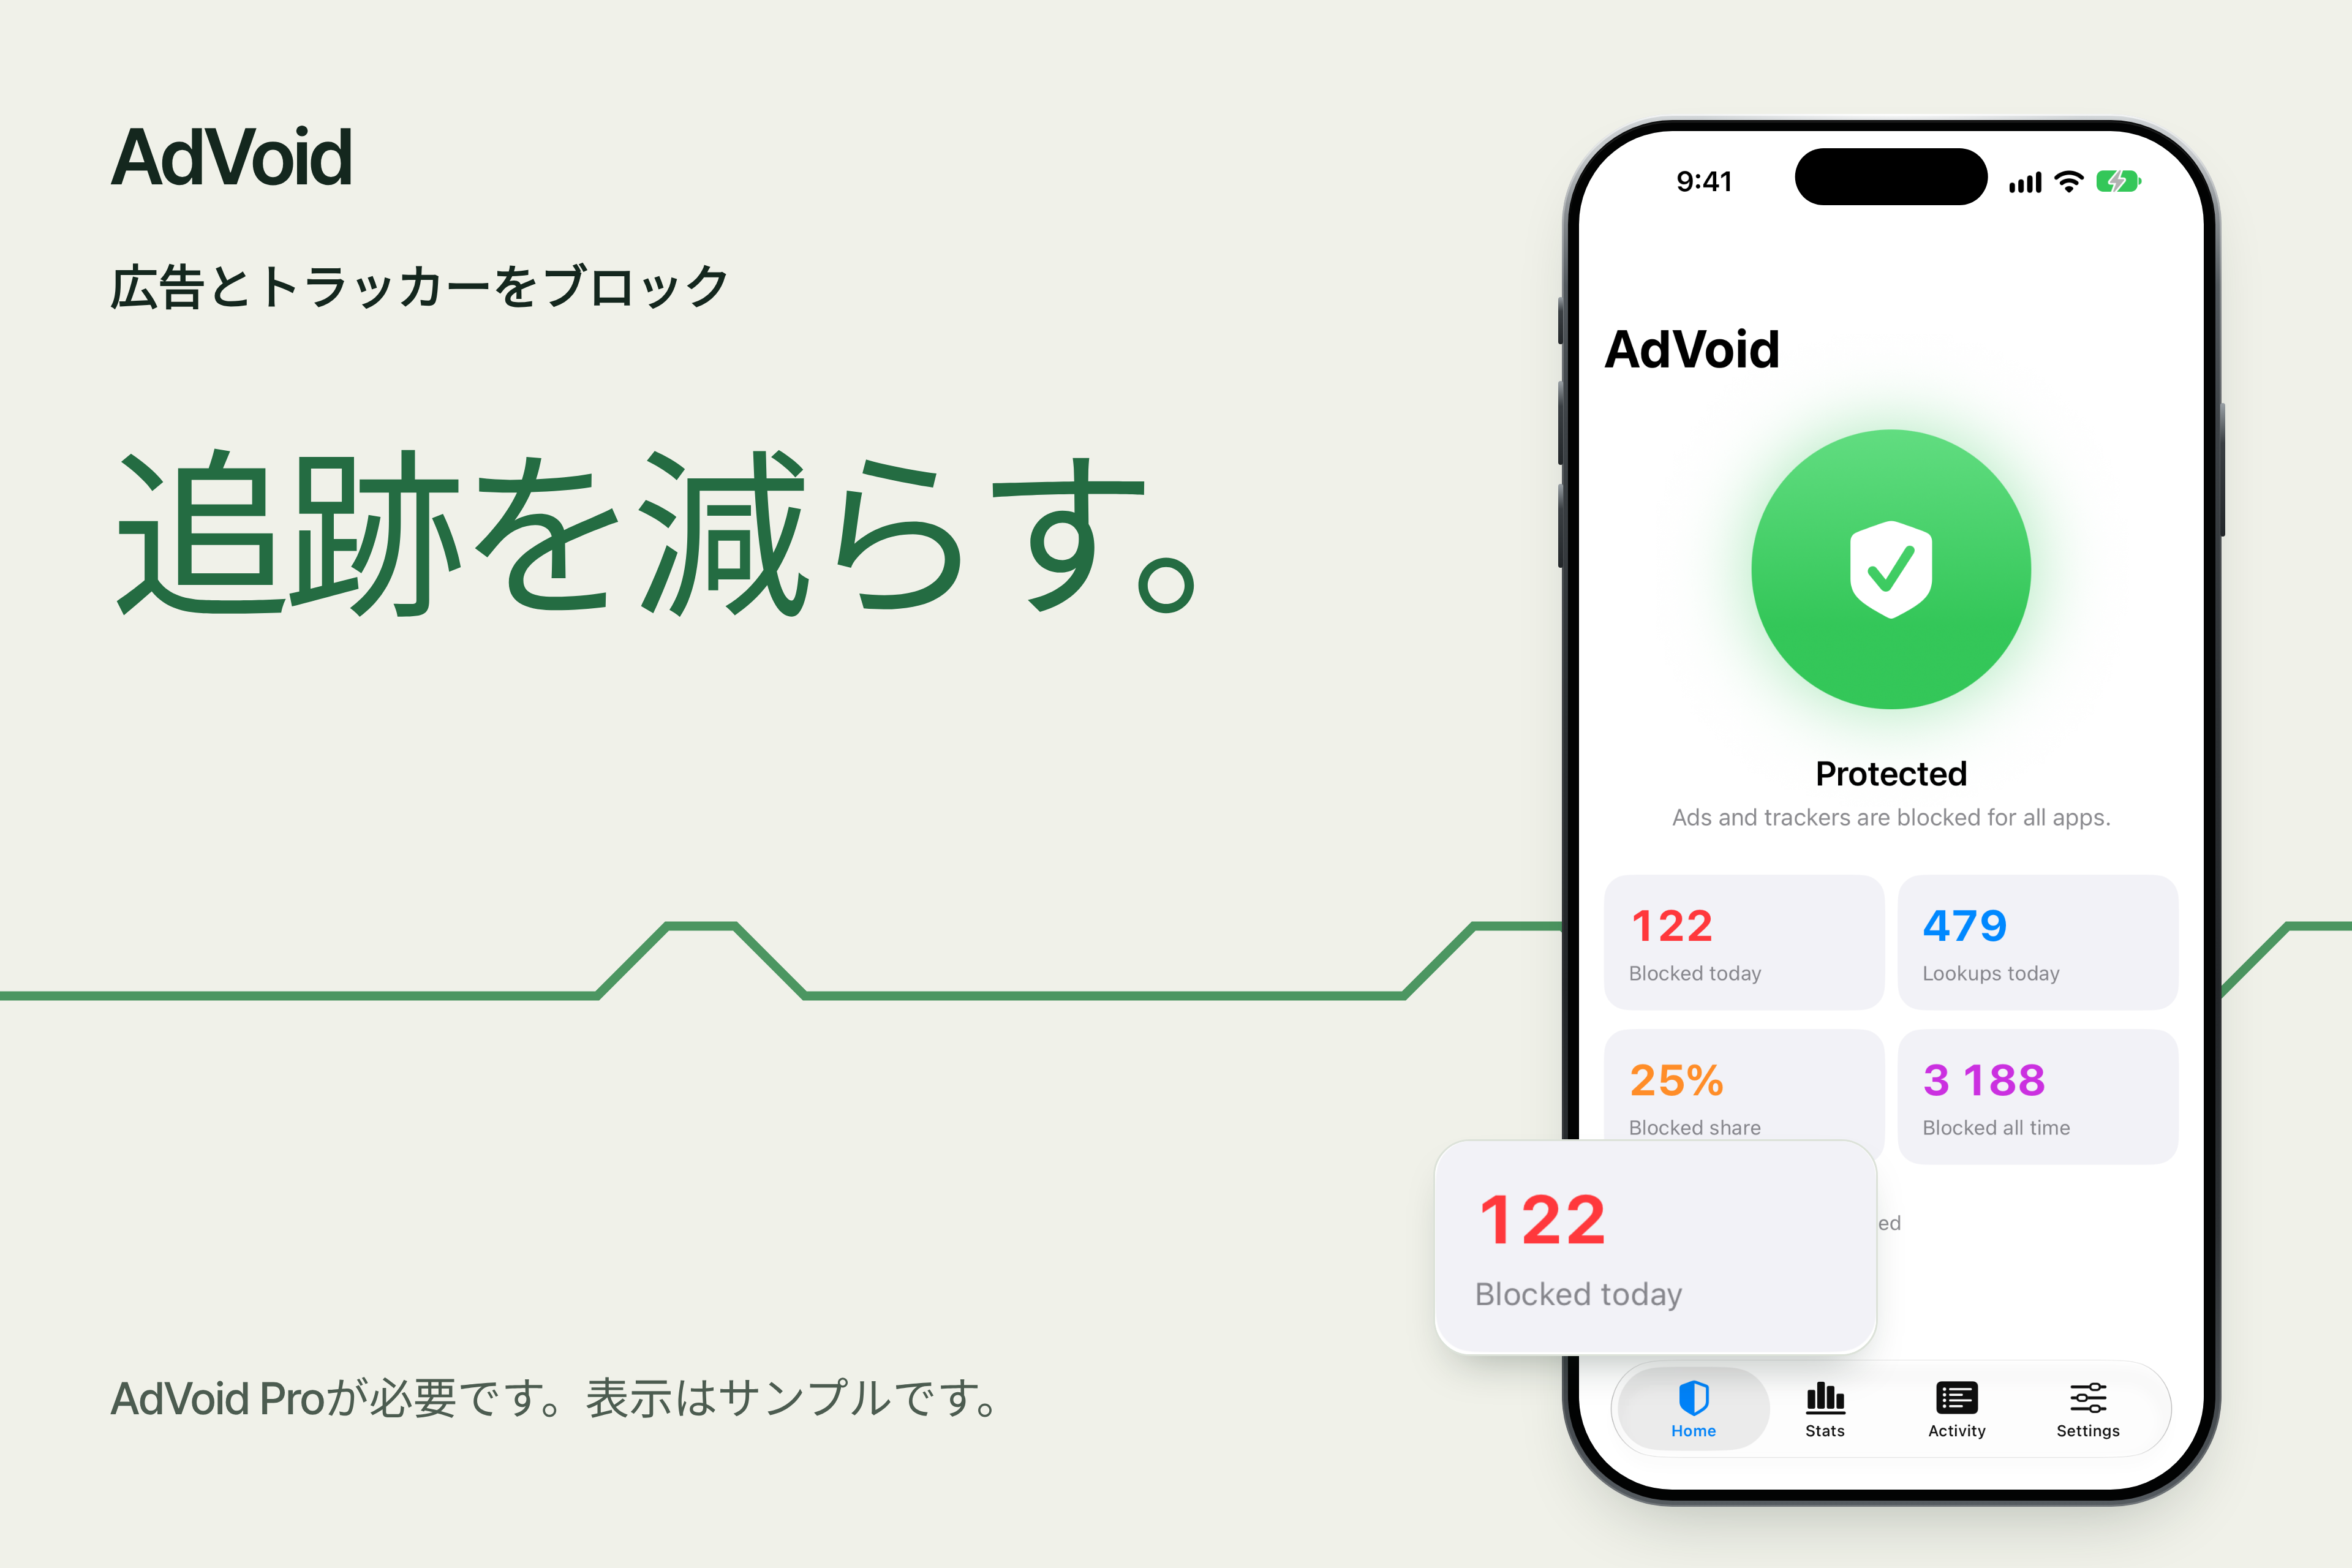 AdVoid
広告とトラッカーをブロック
追跡を減らす。
AdVoid Proが必要です。表示はサンプルです。
9:41
AdVoid
Protected
Ads and trackers are blocked for all apps.
122
Blocked today
479
Lookups today
25%
Blocked share
3 188
Blocked all time
122
Blocked today
Home
Stats
Activity
Settings